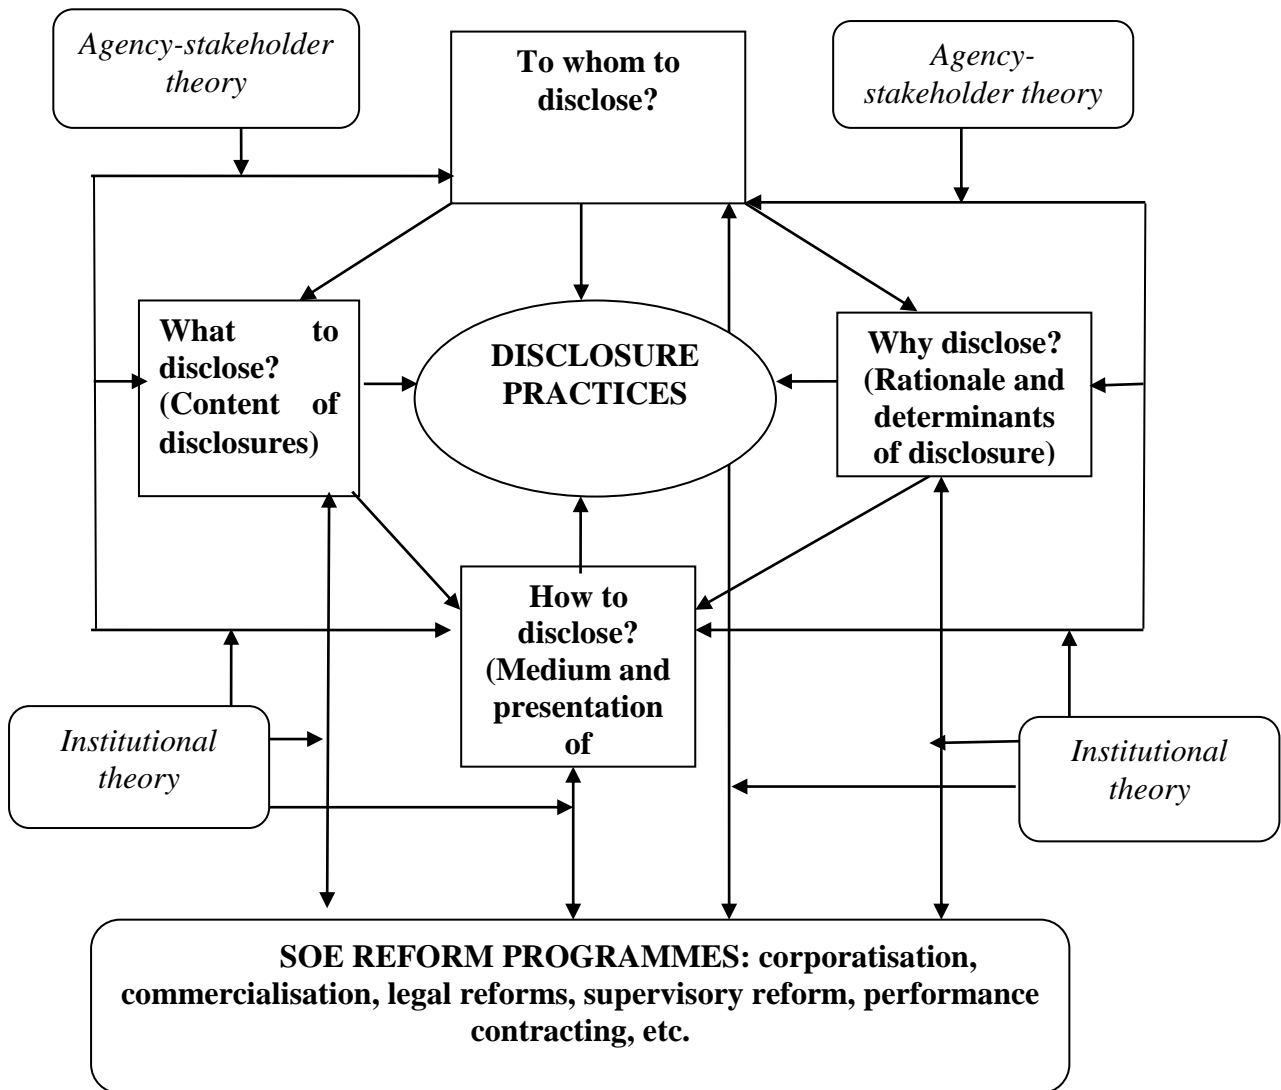 Agency-stakeholder
theory
To whom to
disclose?
Agency-
stakeholder theory
What to
disclose?
(Content of
disclosures)
DISCLOSURE
PRACTICES
Why disclose?
(Rationale and
determinants
of disclosure)
How to
disclose?
(Medium and
presentation
of
Institutional
theory
Institutional
theory
SOE REFORM PROGRAMMES: corporatisation,
commercialisation, legal reforms, supervisory reform, performance
contracting, etc.